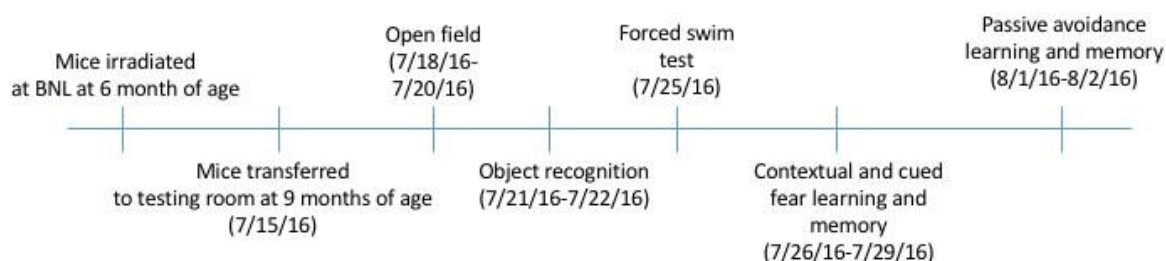 Mice irradiated
at BNL at 6 month of age
Mice transferred
to testing room at 9 months of age
(7/15/16)
Open field
(7/18/16-
7/20/16)
Object recognition
(7/21/16-7/22/16)
Forced swim
test
(7/25/16)
Contextual and cued
fear learning and
memory
(7/26/16-7/29/16)
Passive avoidance
learning and memory
(8/1/16-8/2/16)